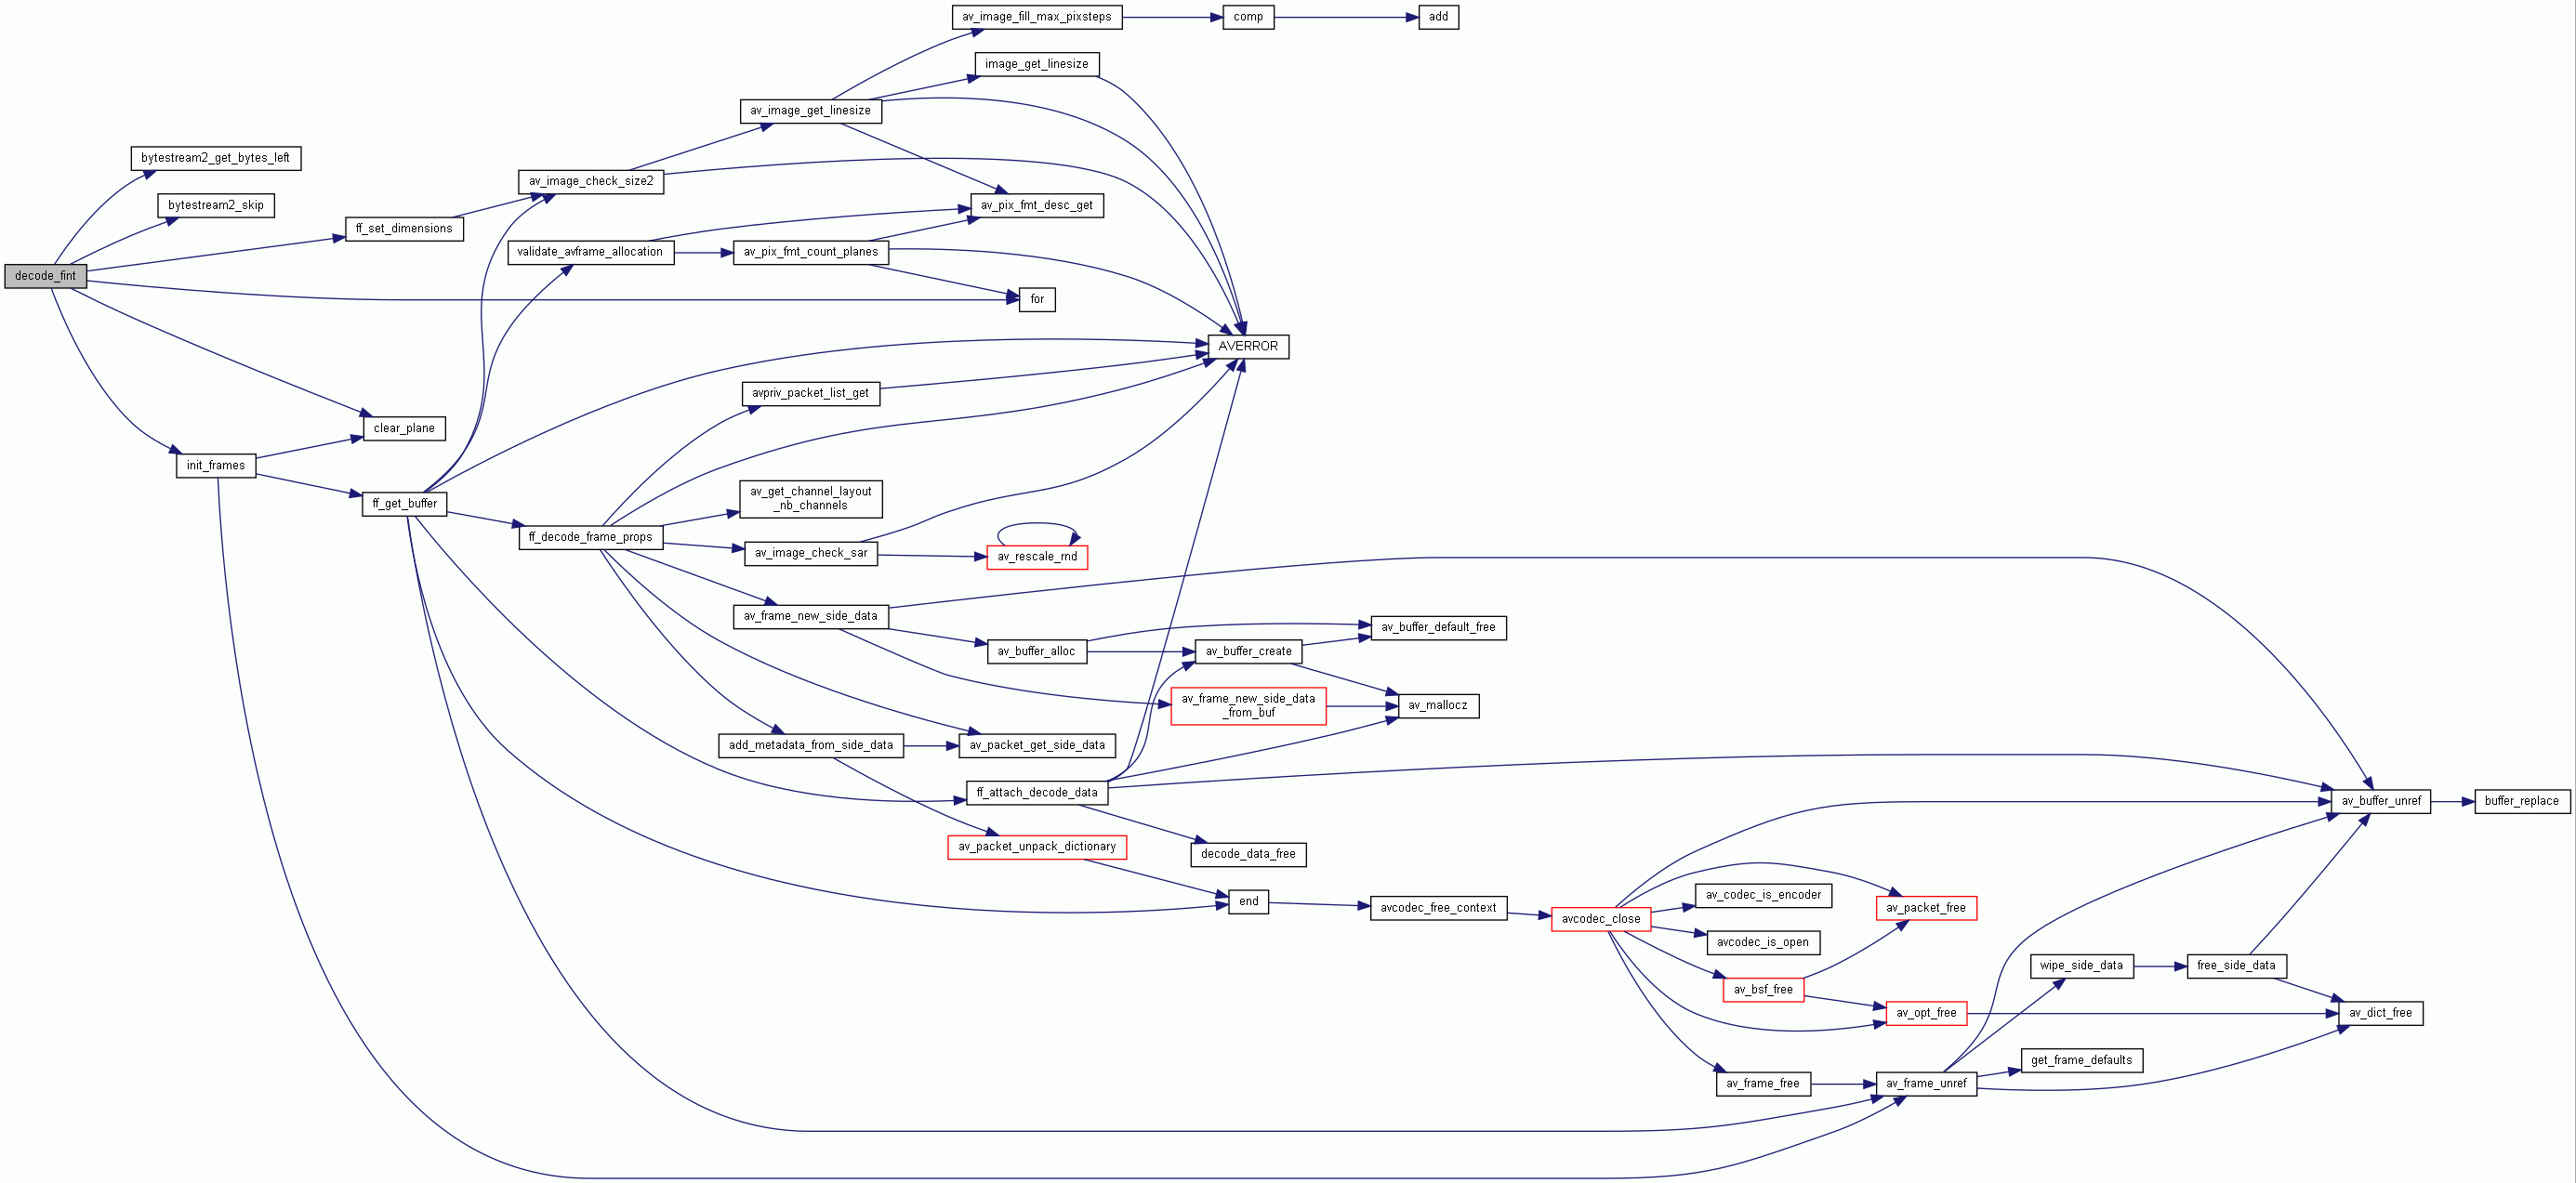 av_image_fill_max_pixsteps
comp
add
image_get_linesize
av_image_get_linesize
bytestream2_get_bytes_left
av_image_check_size2
bytestream2_skip
av_pix_fmt_desc_get
ff_set_dimensions
validate_avframe_allocation
av_pix_fmt_count_planes
decode_fint
for
AVERROR
avpriv_packet_list_get
clear_plane
init_frames
av_get_channel_layout
_nb_channels
ff_get_buffer
ff_decode_frame_props
av_image_check_sar
av_rescale_rnd
av_frame_new_side_data
av_buffer_default_free
av_buffer_alloc
av_buffer_create
av_frame_new_side_data
_from_buf
av_mallocz
add_metadata_from_side_data
av_packet_get_side_data
ff_attach_decode_data
av_buffer_unref
buffer_replace
av_packet_unpack_dictionary
decode_data_free
av_codec_is_encoder
end
avcodec_free_context
av_packet_free
avcodec_close
avcodec_is_open
wipe_side_data
free_side_data
av_bsf_free
av_opt_free
av_dict_free
get_frame_defaults
av_frame_free
av_frame_unref